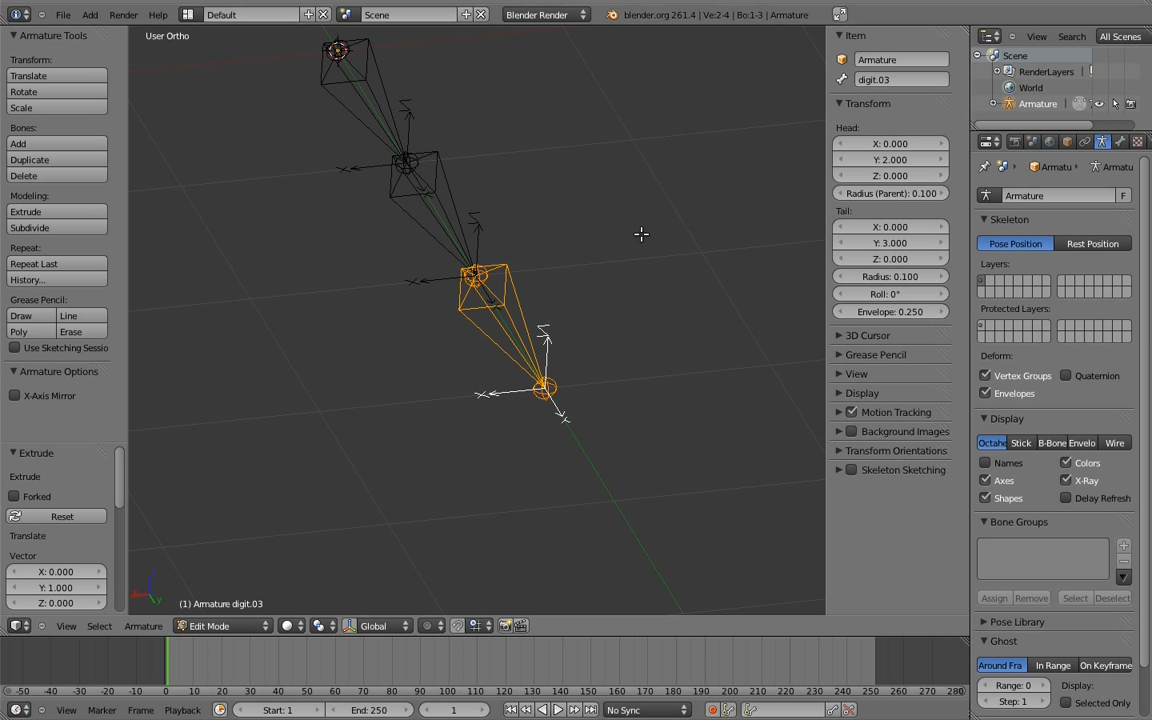 File Add Render Help Default Scene Blender Render blender.org 261.4 | Ve:2-4 | Bo:1-3 | Armature
Armature Tools
Transform:
Translate
Rotate
Scale
Bones:
Add
Duplicate
Delete
Modeling:
Extrude
Subdivide
Repeat:
Repeat Last
History...
Grease Pencil:
Draw Line
Poly Erase
Use Sketching Sessio
Armature Options
X-Axis Mirror
Extrude
Extrude
Forked
Reset
Translate
Vector
X: 0.000
Y: 1.000
Z: 0.000
User Ortho
(1) Armature digit.03
Item
Armature
digit.03
Transform
Head:
X: 0.000
Y: 2.000
Z: 0.000
Radius (Parent): 0.100
Tail:
X: 0.000
Y: 3.000
Z: 0.000
Radius: 0.100
Roll: 0°
Envelope: 0.250
3D Cursor
Grease Pencil
View
Display
Motion Tracking
Background Images
Transform Orientations
Skeleton Sketching
View Search All Scenes
Scene
RenderLayers
World
Armature
Armatu Armatu
Armature F
Skeleton
Pose Position Rest Position
Layers:
Protected Layers:
Deform:
Vertex Groups Quaternion
Envelopes
Display
Octahe Stick B-Bone Envelo Wire
Names Colors
Axes X-Ray
Shapes Delay Refresh
Bone Groups
Assign Remove Select Deselect
Pose Library
Ghost
Around Fra In Range On Keyframe
Range: 0 Display:
Step: 1 Selected Only
View Select Armature Edit Mode Global
-50 -40 -30 -20 -10 0 10 20 30 40 50 60 70 80 90 100 110 120 130 140 150 160 170 180 190 200 210 220 230 240 250 260 270 280
View Marker Frame Playback Start: 1 End: 250 1 No Sync